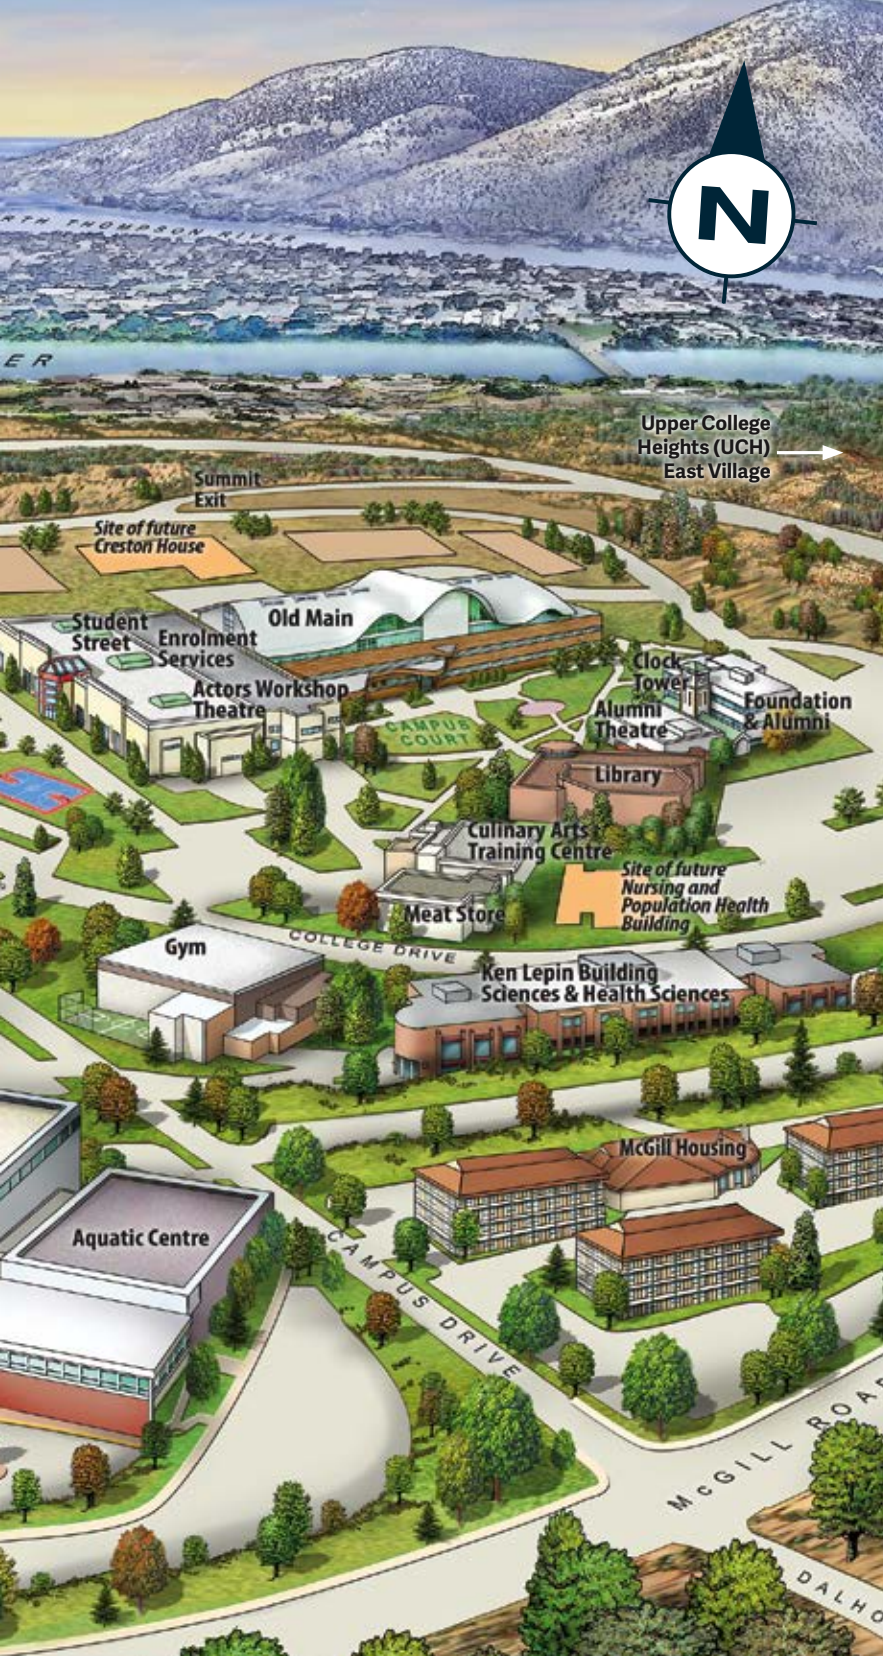 N
RTH THOMPSON RIVER
ER
Upper College
Heights (UCH)
East Village
Summit
Exit
Site of future
Creston House
Old Main
Student
Street
Enrolment
Services
Actors Workshop
Theatre
Clock
Tower
Foundation
& Alumni
Alumni
Theatre
CAMPUS
COURT
Library
Culinary Arts
Training Centre
Site of future
Nursing and
Population Health
Building
Meat Store
COLLEGE DRIVE
Gym
Ken Lepin Building
Sciences & Health Sciences
McGill Housing
Aquatic Centre
CAMPUS DRIVE
McGILL ROAD
DALHO